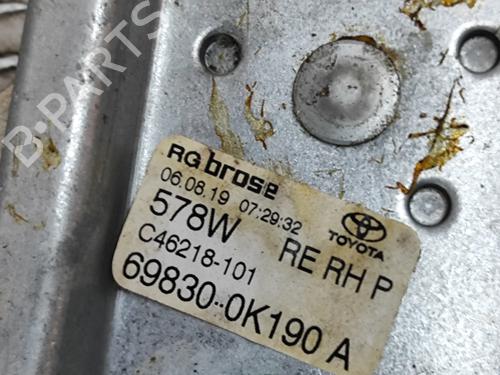 B-PARTS
RG brose
06.08.19 07:29:32
578W RE RH P
TOYOTA
C46218-101
69830-0K190 A